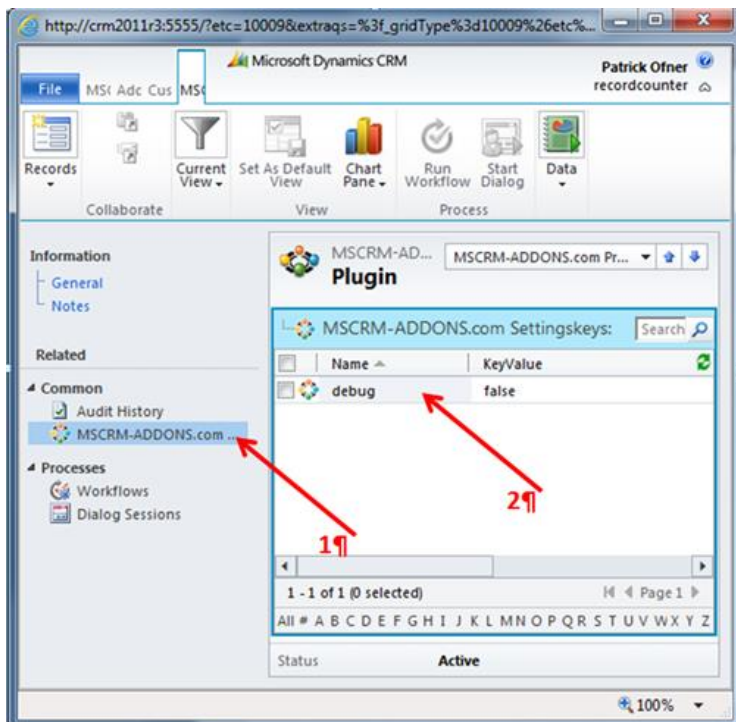 http://crm2011r3:5555/?etc=10009&extraqs=%3f_gridType%3d10009%26etc%...
Microsoft Dynamics CRM
Patrick Ofner
recordcounter
File MS( Adc Cus MS(
Records
Collaborate
Current View
Set As Default View
Chart Pane
View
Run Workflow
Start Dialog
Process
Data
Information
General
Notes
Related
Common
Audit History
MSCRM-ADDONS.com ...
Processes
Workflows
Dialog Sessions
MSCRM-AD...
Plugin
MSCRM-ADDONS.com Pr...
MSCRM-ADDONS.com Settingskeys:
Search
Name KeyValue
debug false
1¶
2¶
1 - 1 of 1 (0 selected)
Page 1
All # A B C D E F G H I J K L M N O P Q R S T U V W X Y Z
Status Active
100%